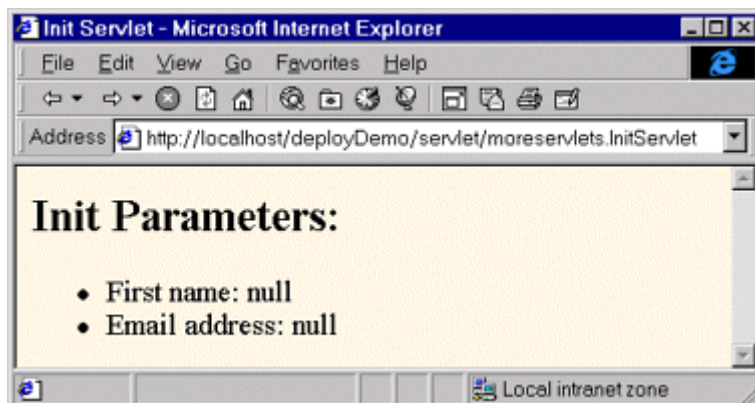 Init Servlet - Microsoft Internet Explorer
File Edit View Go Favorites Help
Address http://localhost/deployDemo/servlet/moreservlets.InitServlet
Init Parameters:
• First name: null
• Email address: null
Local intranet zone